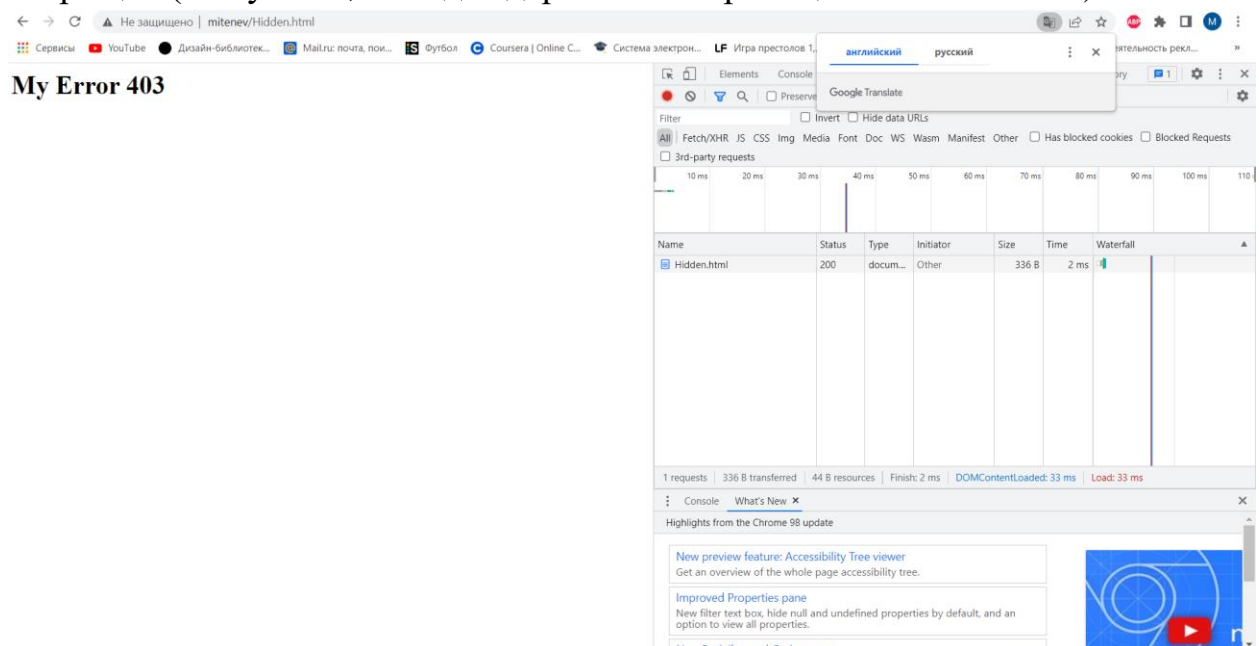 Не защищено | mitenev/Hidden.html
Сервисы YouTube Дизайн-библиотек... Mail.ru: почта, пои... Футбол Coursera | Online C... Система электрон... LF Игра престолов 1,
английский русский
Google Translate
My Error 403
Elements Console
1
Preserve
Filter Invert Hide data URLs
All Fetch/XHR JS CSS Img Media Font Doc WS Wasm Manifest Other Has blocked cookies Blocked Requests
3rd-party requests
10 ms 20 ms 30 ms 40 ms 50 ms 60 ms 70 ms 80 ms 90 ms 100 ms 110
Name Status Type Initiator Size Time Waterfall
Hidden.html 200 docum... Other 336 B 2 ms
1 requests 336 B transferred 44 B resources Finish: 2 ms DOMContentLoaded: 33 ms Load: 33 ms
Console What's New
Highlights from the Chrome 98 update
New preview feature: Accessibility Tree viewer
Get an overview of the whole page accessibility tree.
Improved Properties pane
New filter text box, hide null and undefined properties by default, and an
option to view all properties.